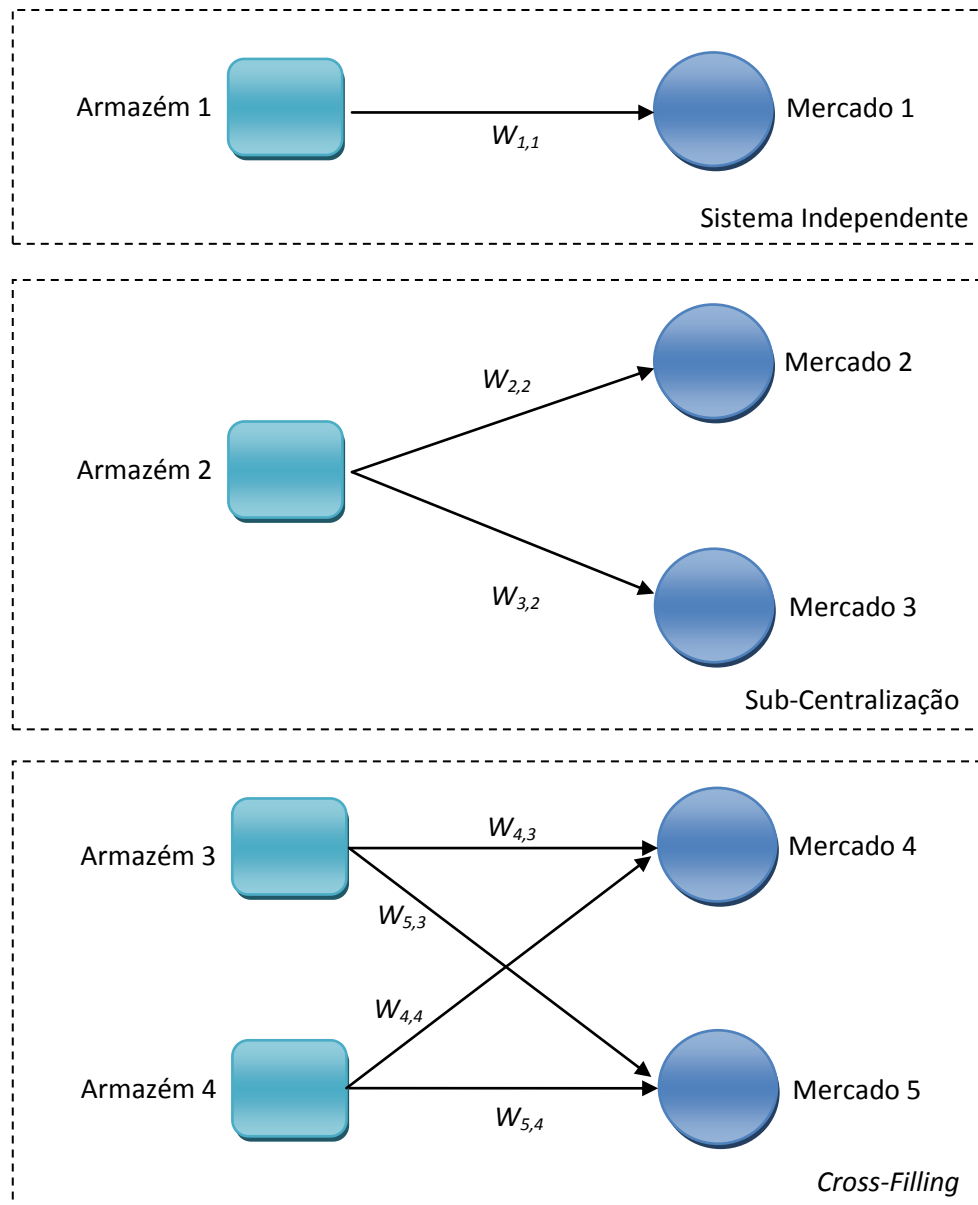 Armazém 1
W1,1
Mercado 1
Sistema Independente
Mercado 2
W2,2
Armazém 2
W3,2
Mercado 3
Sub-Centralização
W4,3
Armazém 3
Mercado 4
W5,3
W4,4
Armazém 4
Mercado 5
W5,4
Cross-Filling